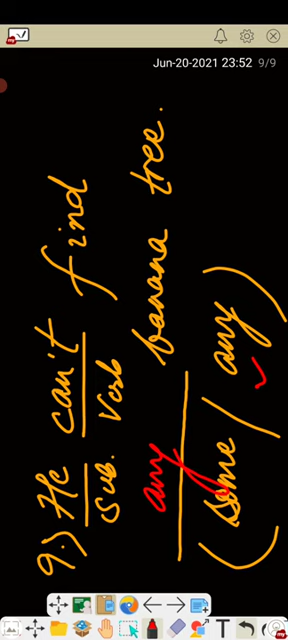 Jun-20-2021 23:52 9/9
9.) He can't find
Sub. Verb
any banana tree.
(some / any)